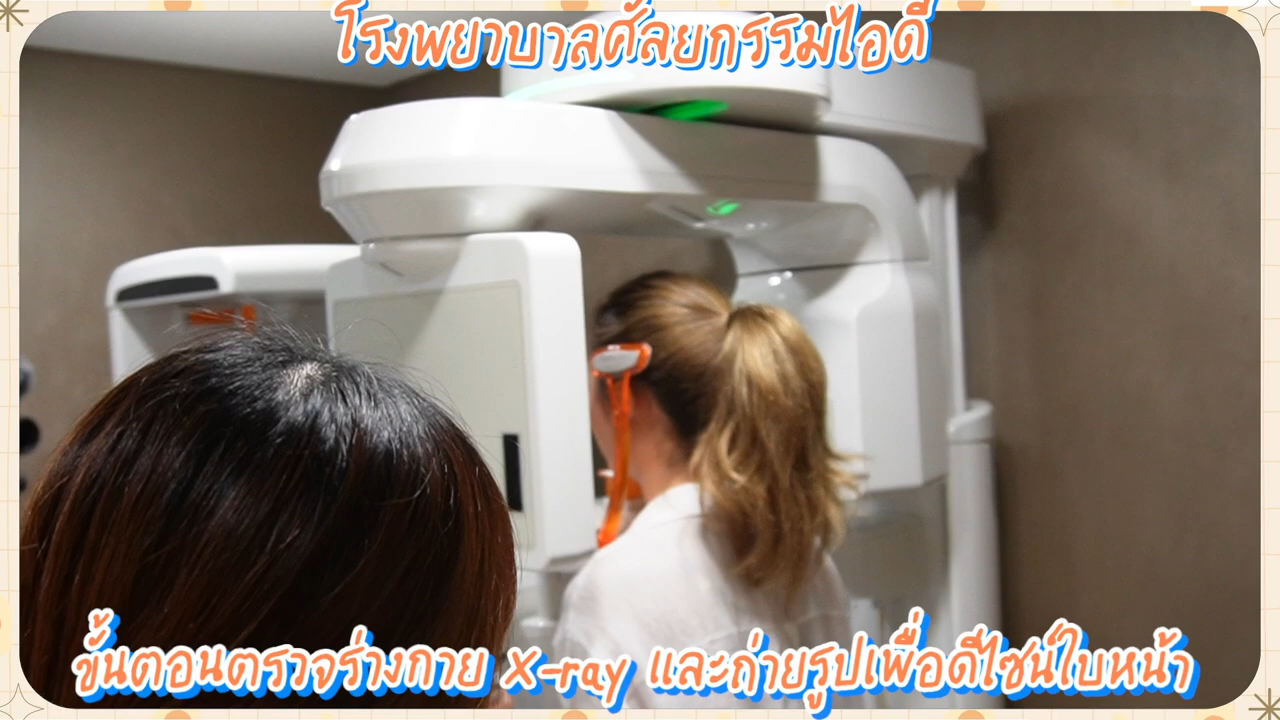 โรงพยาบาลศัลยกรรมไอดี
ขั้นตอนตรวจร่างกาย X-ray และถ่ายรูปเพื่อดีไซน์ใบหน้า